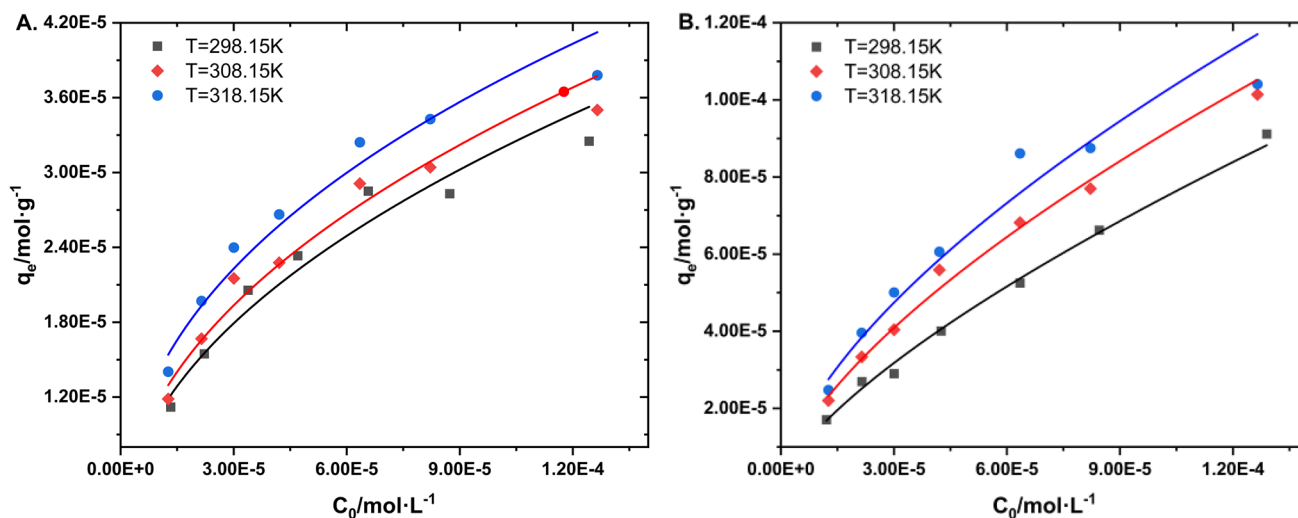 A.
T=298.15K
T=308.15K
T=318.15K
4.20E-5
3.60E-5
3.00E-5
2.40E-5
1.80E-5
1.20E-5
qe/mol·g-1
0.00E+0
3.00E-5
6.00E-5
9.00E-5
1.20E-4
C0/mol·L-1
B.
T=298.15K
T=308.15K
T=318.15K
1.20E-4
1.00E-4
8.00E-5
6.00E-5
4.00E-5
2.00E-5
qe/mol·g-1
0.00E+0
3.00E-5
6.00E-5
9.00E-5
1.20E-4
C0/mol·L-1